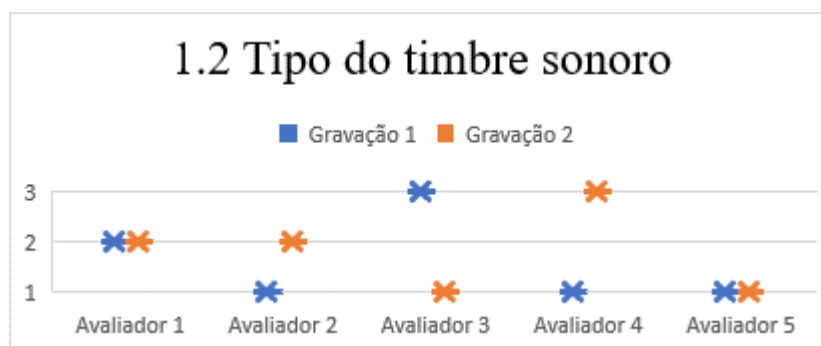 1.2 Tipo do timbre sonoro
Gravação 1 Gravação 2
3
2
1
Avaliador 1 Avaliador 2 Avaliador 3 Avaliador 4 Avaliador 5